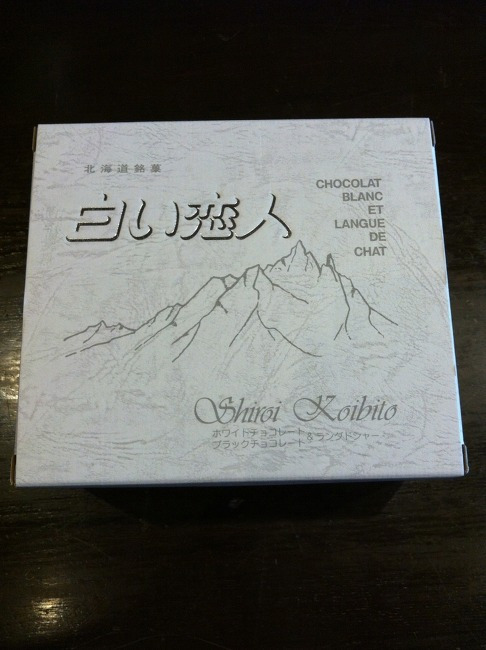 北海道銘菓
白い恋人
CHOCOLAT
BLANC
ET
LANGUE
DE
CHAT
Shiroi Koibito
ホワイトチョコレート
ブラックチョコレート
&ラングドシャー